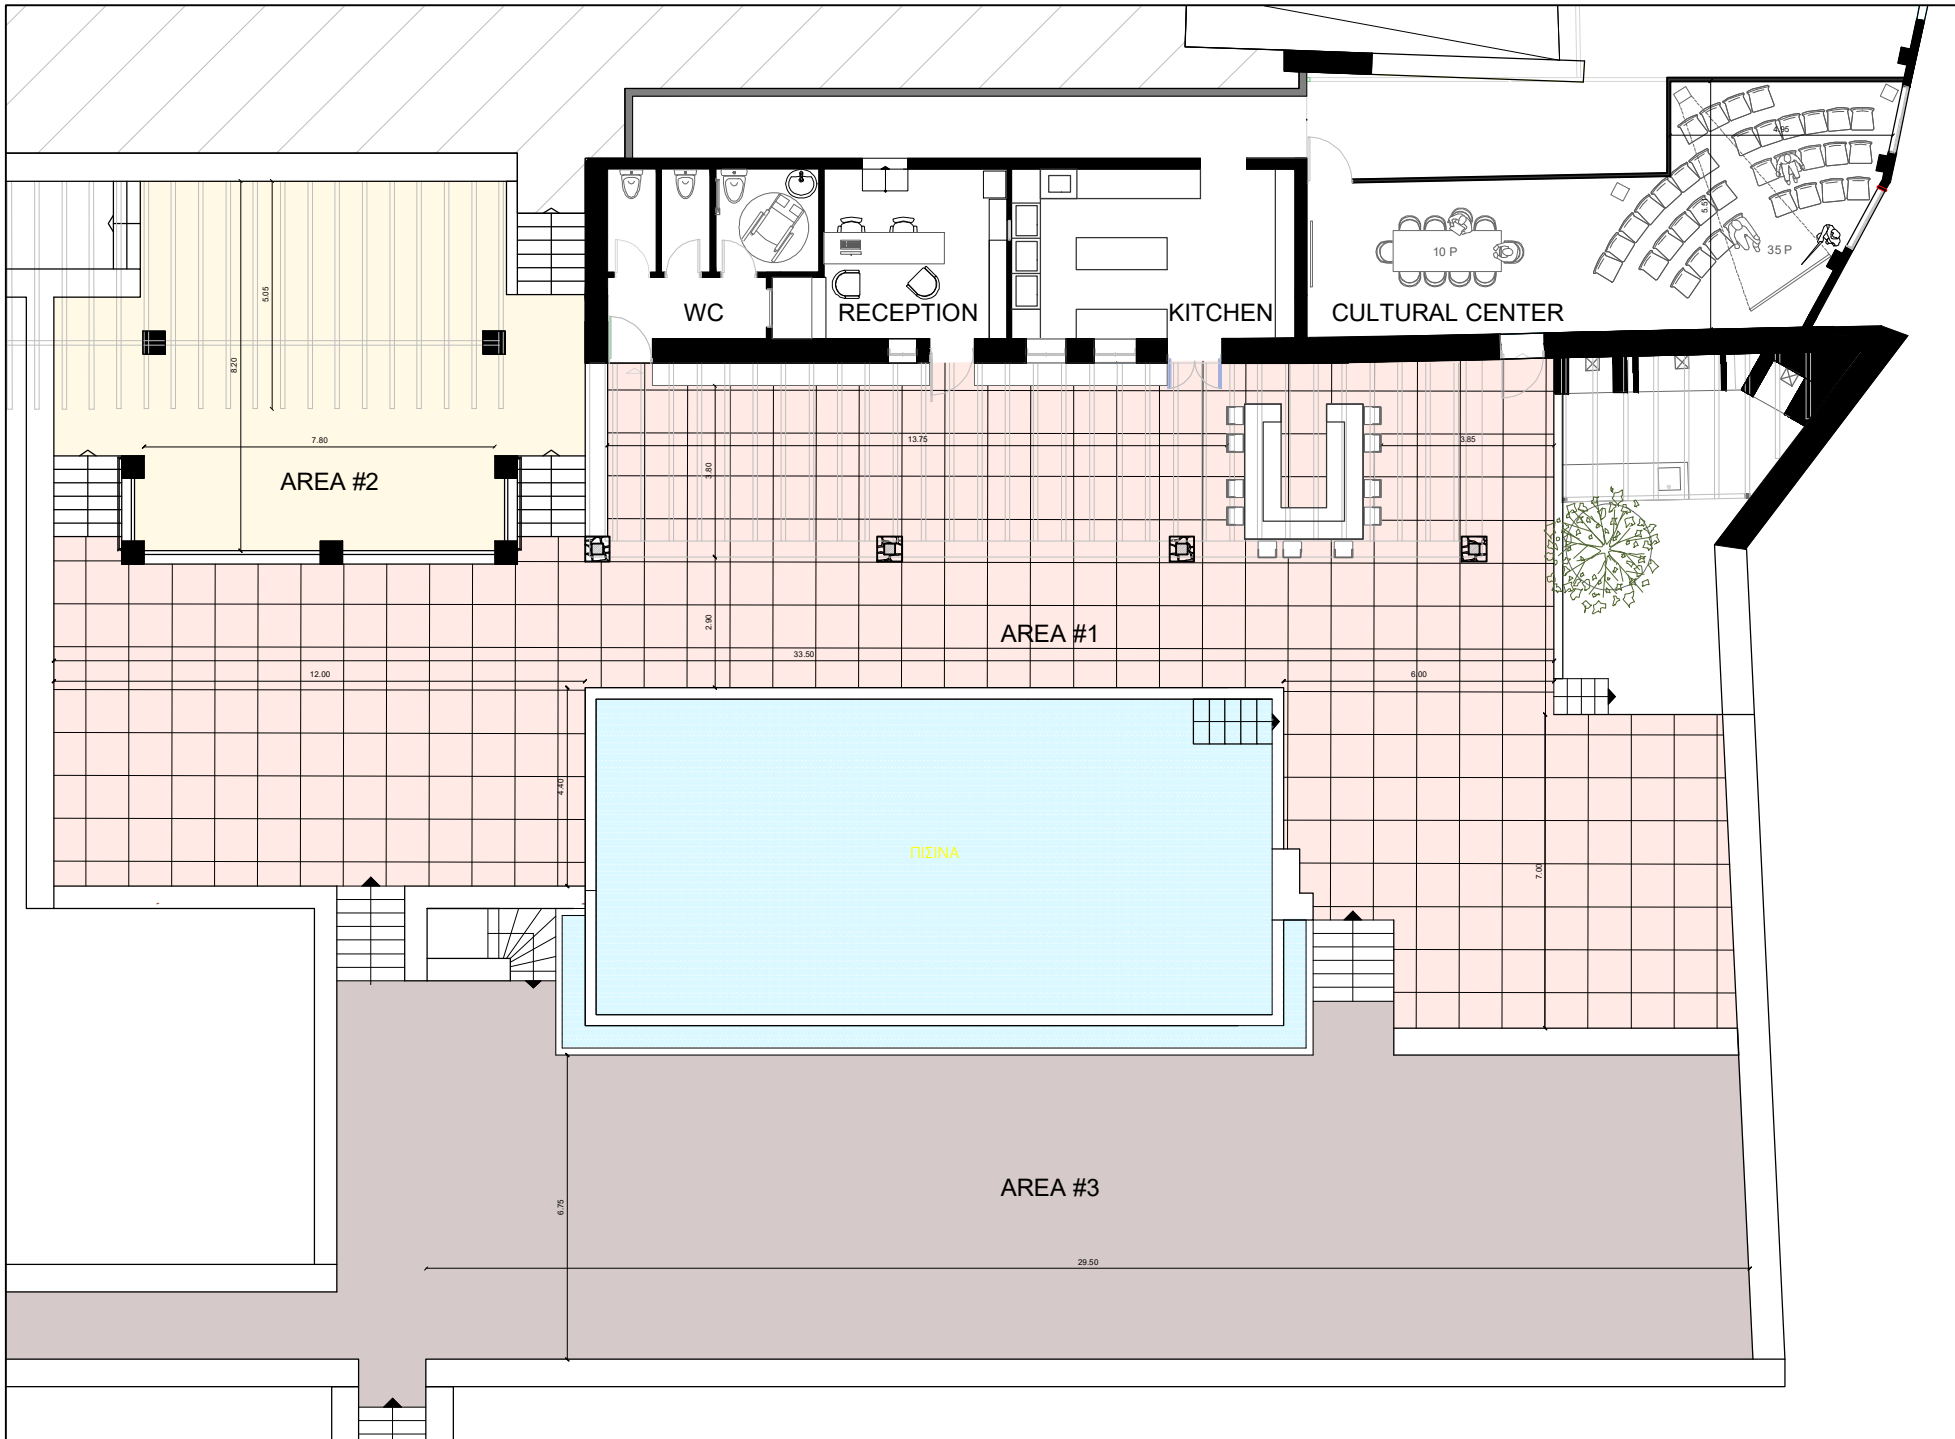 4.95
5.51
10 P
35 P
WC
RECEPTION
KITCHEN
CULTURAL CENTER
5.05
8.20
7.80
13.75
3.85
3.80
AREA #2
2.90
AREA #1
33.50
12.00
6.00
4.40
ΠΙΣΙΝΑ
7.00
AREA #3
6.75
29.50